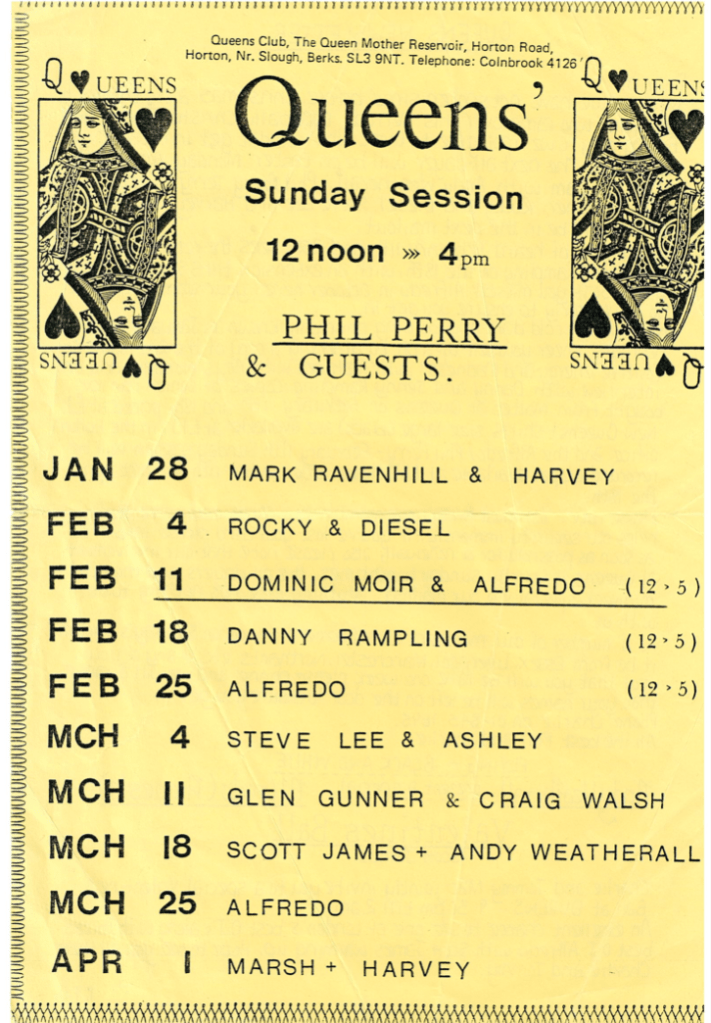 Queens Club, The Queen Mother Reservoir, Horton Road,
Horton, Nr. Slough, Berks. SL3 9NT. Telephone: Colnbrook 4126
Q♥UEENS
Q♥UEENS
Queens'
Sunday Session
12 noon »» 4pm
PHIL PERRY
& GUESTS.
Q♥UEENS
Q♥UEENS
JAN 28 MARK RAVENHILL & HARVEY
FEB 4 ROCKY & DIESEL
FEB 11 DOMINIC MOIR & ALFREDO (12 > 5)
FEB 18 DANNY RAMPLING (12 > 5)
FEB 25 ALFREDO (12 > 5)
MCH 4 STEVE LEE & ASHLEY
MCH 11 GLEN GUNNER & CRAIG WALSH
MCH 18 SCOTT JAMES + ANDY WEATHERALL
MCH 25 ALFREDO
APR 1 MARSH + HARVEY